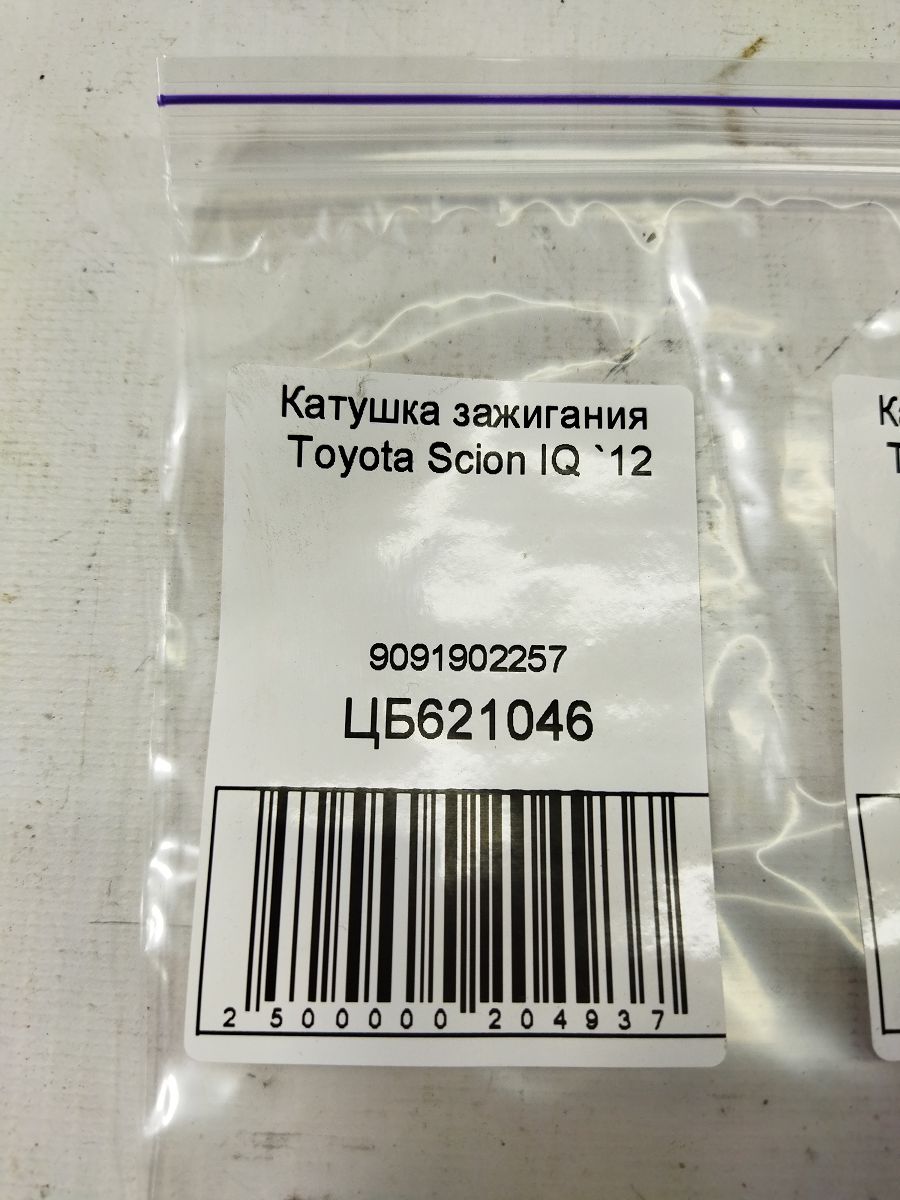 Катушка зажигания
Toyota Scion IQ `12
9091902257
ЦБ621046
2 500000 204937